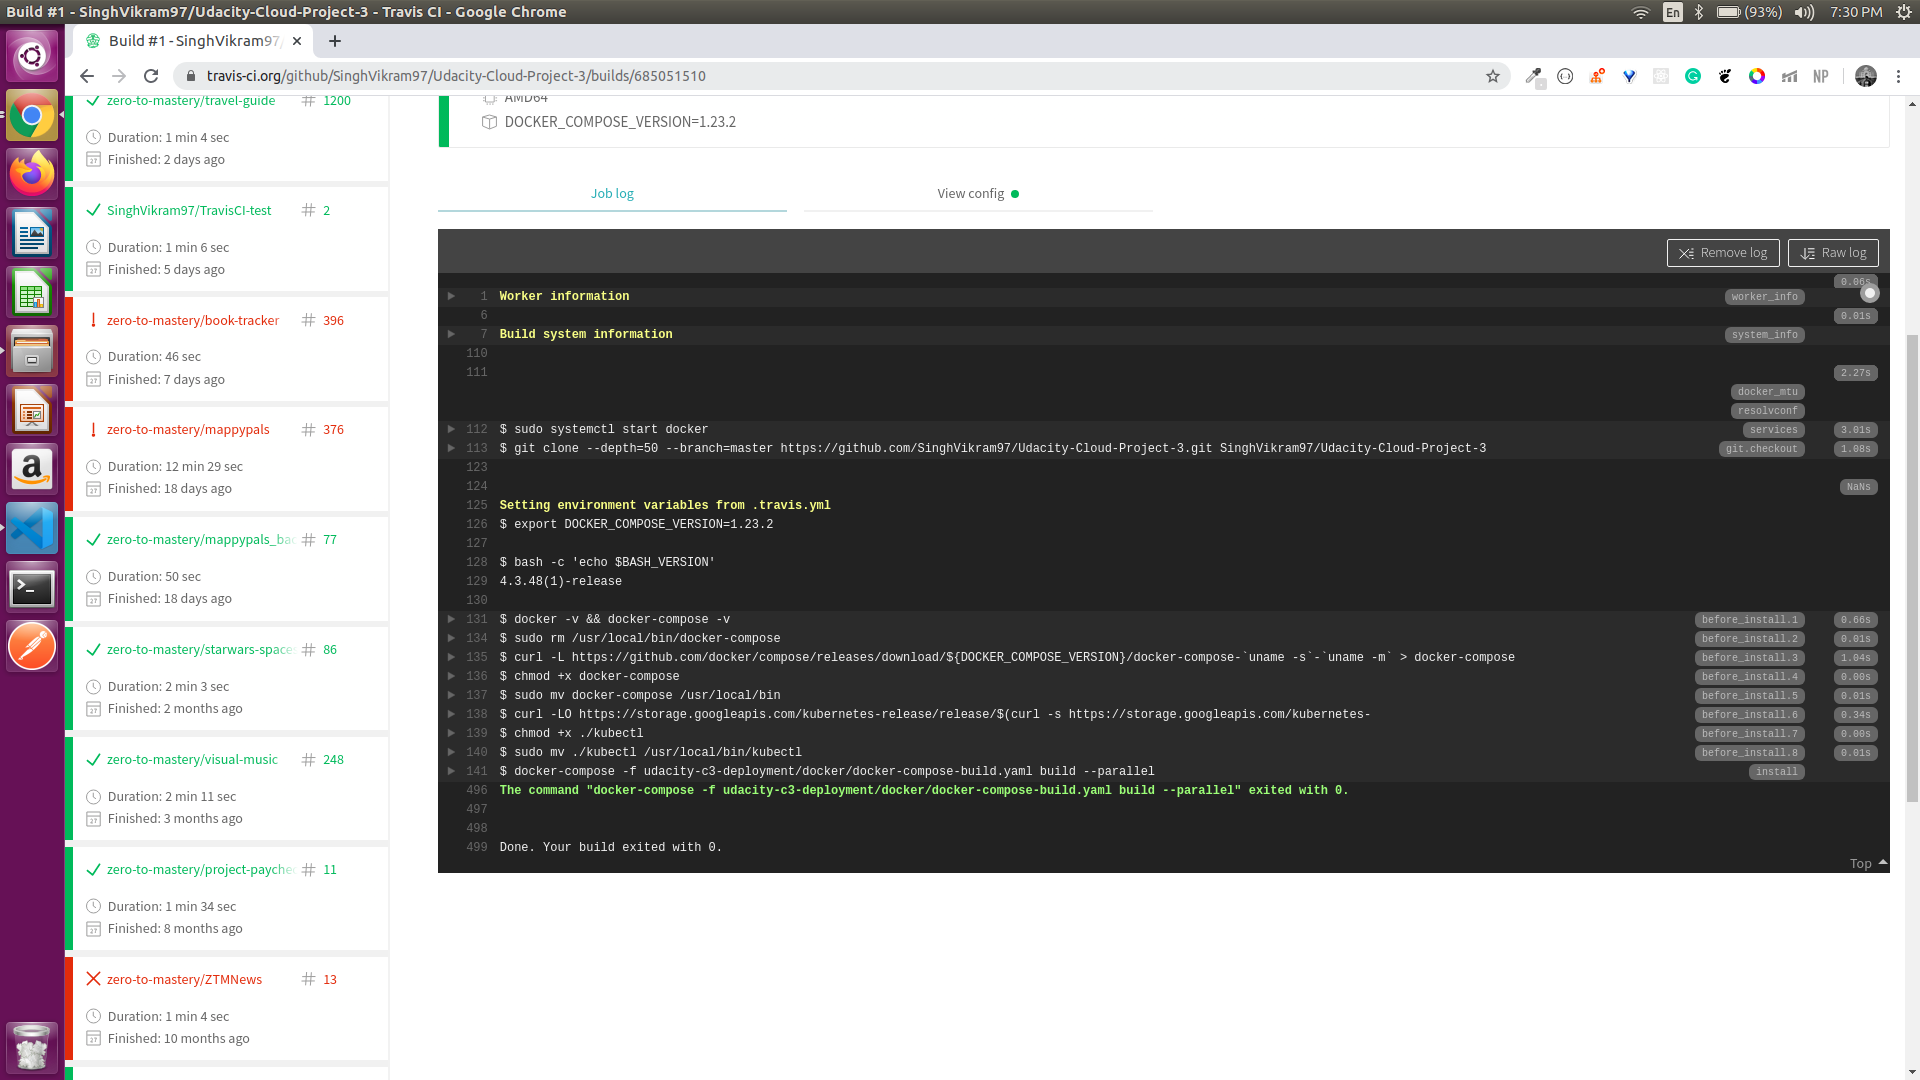 Build #1 - SinghVikram97/Udacity-Cloud-Project-3 - Travis CI - Google Chrome
En
(93%)
7:30 PM
Build #1 - SinghVikram97/
travis-ci.org/github/SinghVikram97/Udacity-Cloud-Project-3/builds/685051510
NP
zero-to-mastery/travel-guide # 1200
Duration: 1 min 4 sec
Finished: 2 days ago
SinghVikram97/TravisCI-test # 2
Duration: 1 min 6 sec
Finished: 5 days ago
zero-to-mastery/book-tracker # 396
Duration: 46 sec
Finished: 7 days ago
zero-to-mastery/mappypals # 376
Duration: 12 min 29 sec
Finished: 18 days ago
zero-to-mastery/mappypals_bac # 77
Duration: 50 sec
Finished: 18 days ago
zero-to-mastery/starwars-spaces # 86
Duration: 2 min 3 sec
Finished: 2 months ago
zero-to-mastery/visual-music # 248
Duration: 2 min 11 sec
Finished: 3 months ago
zero-to-mastery/project-paychec # 11
Duration: 1 min 34 sec
Finished: 8 months ago
zero-to-mastery/ZTMNews # 13
Duration: 1 min 4 sec
Finished: 10 months ago
AMD64
DOCKER_COMPOSE_VERSION=1.23.2
Job log
View config
Remove log
Raw log
0.06s
1 Worker information worker_info
6 0.01s
7 Build system information system_info
110
111 2.27s
docker_mtu
resolvconf
112 $ sudo systemctl start docker services 3.01s
113 $ git clone --depth=50 --branch=master https://github.com/SinghVikram97/Udacity-Cloud-Project-3.git SinghVikram97/Udacity-Cloud-Project-3 git.checkout 1.08s
123
124 NaNs
125 Setting environment variables from .travis.yml
126 $ export DOCKER_COMPOSE_VERSION=1.23.2
127
128 $ bash -c 'echo $BASH_VERSION'
129 4.3.48(1)-release
130
131 $ docker -v && docker-compose -v before_install.1 0.66s
134 $ sudo rm /usr/local/bin/docker-compose before_install.2 0.01s
135 $ curl -L https://github.com/docker/compose/releases/download/${DOCKER_COMPOSE_VERSION}/docker-compose-`uname -s`-`uname -m` > docker-compose before_install.3 1.04s
136 $ chmod +x docker-compose before_install.4 0.00s
137 $ sudo mv docker-compose /usr/local/bin before_install.5 0.01s
138 $ curl -LO https://storage.googleapis.com/kubernetes-release/release/$(curl -s https://storage.googleapis.com/kubernetes- before_install.6 0.34s
139 $ chmod +x ./kubectl before_install.7 0.00s
140 $ sudo mv ./kubectl /usr/local/bin/kubectl before_install.8 0.01s
141 $ docker-compose -f udacity-c3-deployment/docker/docker-compose-build.yaml build --parallel install
496 The command "docker-compose -f udacity-c3-deployment/docker/docker-compose-build.yaml build --parallel" exited with 0.
497
498
499 Done. Your build exited with 0.
Top